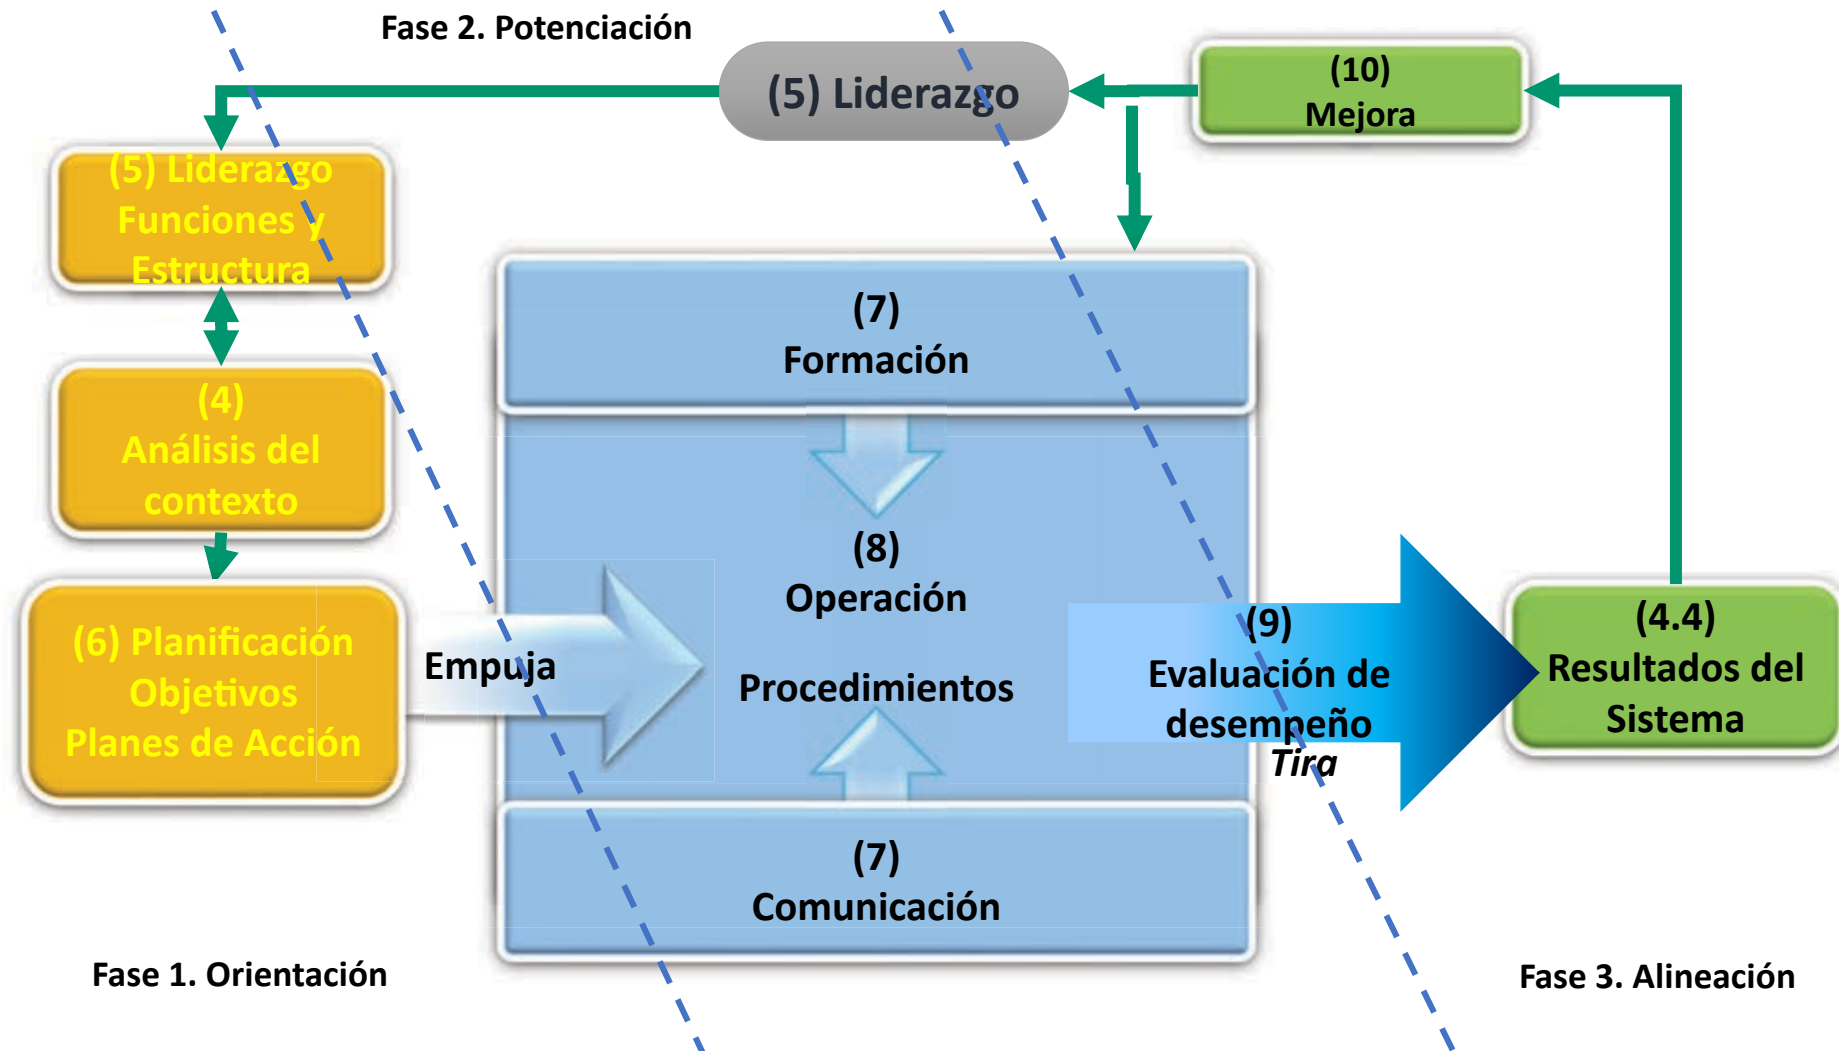 Fase 2. Potenciación
(5) Liderazgo
(10)
Mejora
(5) Liderazgo
Funciones y
Estructura
(4)
Análisis del
contexto
(6) Planificación
Objetivos
Planes de Acción
Empuja
(7)
Formación
(8)
Operación
Procedimientos
(7)
Comunicación
(9)
Evaluación de
desempeño
Tira
(4.4)
Resultados del
Sistema
Fase 1. Orientación
Fase 3. Alineación